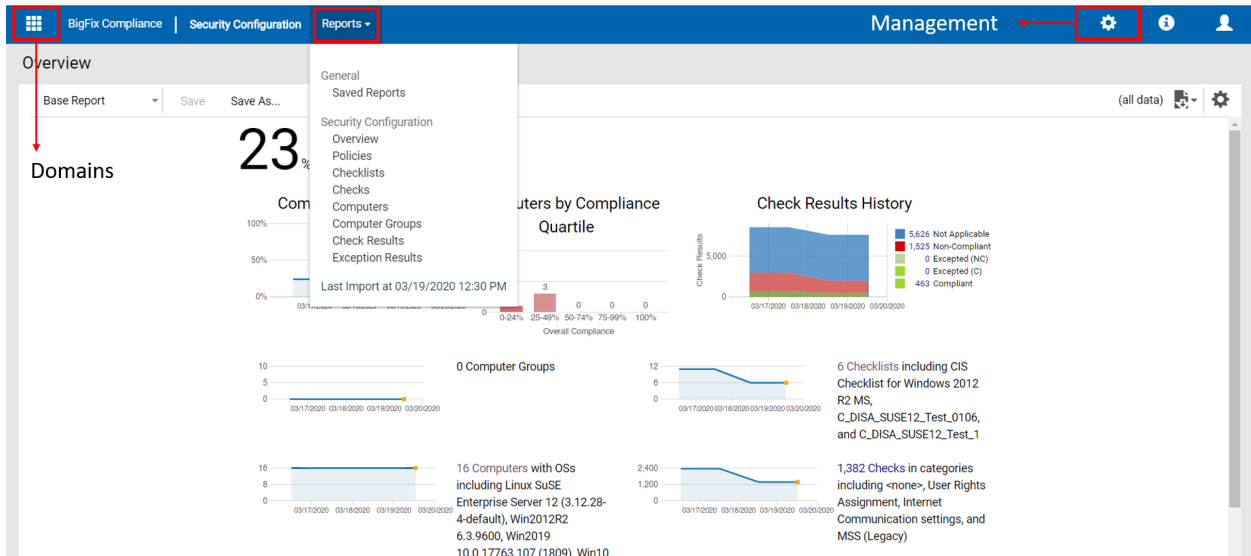 BigFix Compliance | Security Configuration Reports
Management
Overview
Base Report Save Save As...
(all data)
Domains
General
Saved Reports
Security Configuration
Overview
Policies
Checklists
Checks
Computers
Computer Groups
Check Results
Exception Results
Last Import at 03/19/2020 12:30 PM
23%
Com
100%
50%
0%
uters by Compliance
Quartile
3 0 0 0
0
0-24% 25-49% 50-74% 75-99% 100%
Overall Compliance
Check Results History
Check Results
5,000
0
03/17/2020 03/18/2020 03/19/2020 03/20/2020
5,626 Not Applicable
1,525 Non-Compliant
0 Excepted (NC)
0 Excepted (C)
463 Compliant
10
5
0
03/17/2020 03/18/2020 03/19/2020 03/20/2020
0 Computer Groups
12
6
0
03/17/2020 03/18/2020 03/19/2020 03/20/2020
6 Checklists including CIS
Checklist for Windows 2012
R2 MS,
C_DISA_SUSE12_Test_0106,
and C_DISA_SUSE12_Test_1
16
8
0
03/17/2020 03/18/2020 03/19/2020 03/20/2020
16 Computers with OSs
including Linux SuSE
Enterprise Server 12 (3.12.28-
4-default), Win2012R2
6.3.9600, Win2019
10.0.17763.107 (1809), Win10
2,400
1,200
0
03/17/2020 03/18/2020 03/19/2020 03/20/2020
1,382 Checks in categories
including <none>, User Rights
Assignment, Internet
Communication settings, and
MSS (Legacy)